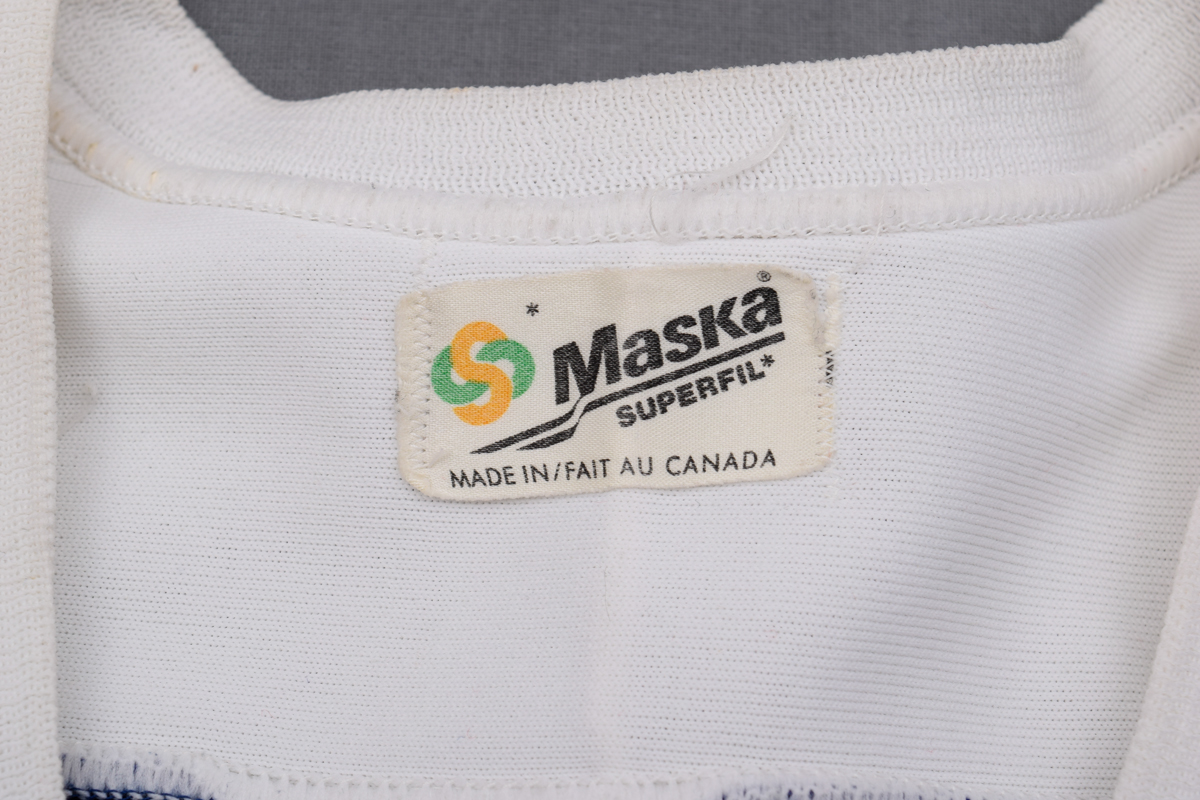 *
Maska®
SUPERFIL*
MADE IN/FAIT AU CANADA